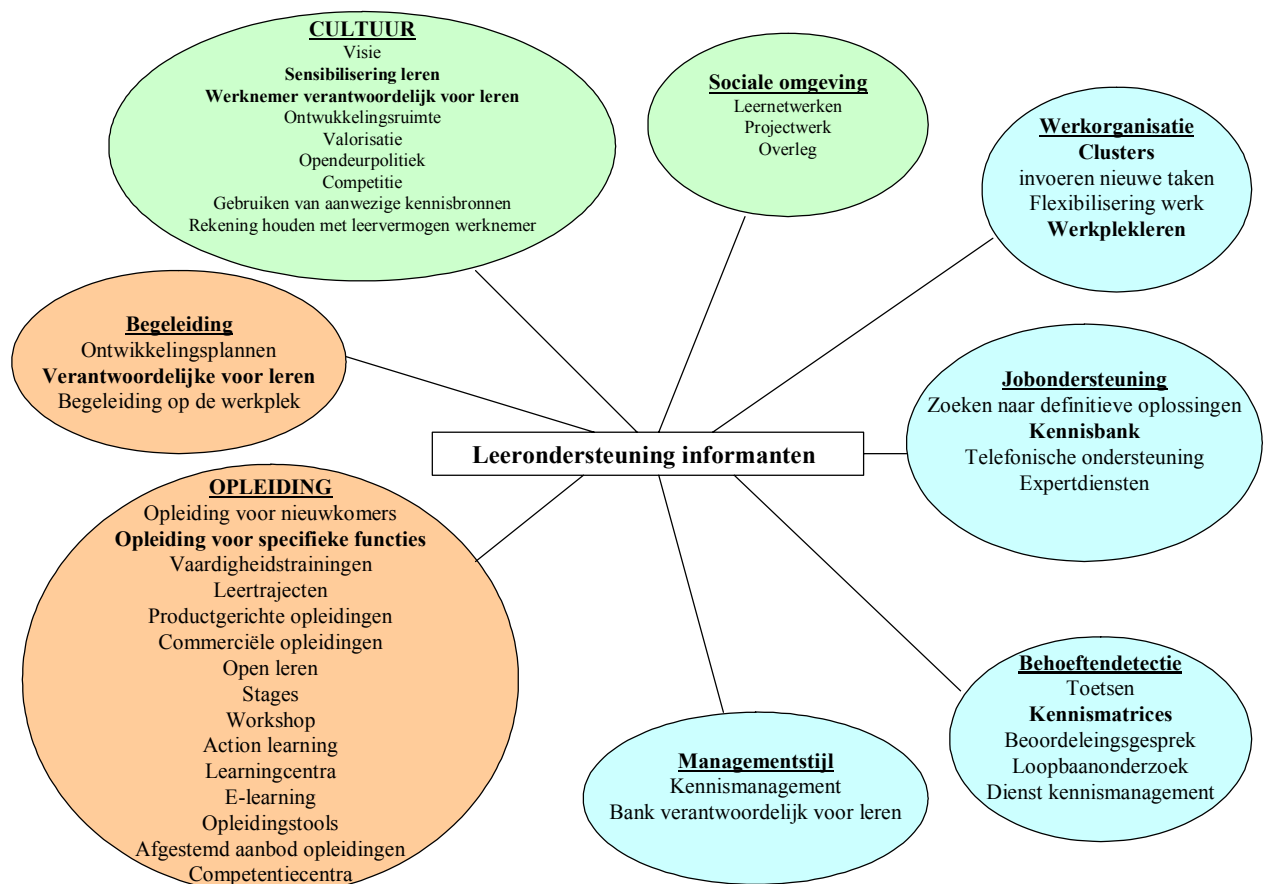 CULTUUR
Visie
Sensibilisering leren
Werknemer verantwoordelijk voor leren
Ontwukkelingsruimte
Valorisatie
Opendeurpolitiek
Competitie
Gebruiken van aanwezige kennisbronnen
Rekening houden met leervermogen werknemer
Sociale omgeving
Leernetwerken
Projectwerk
Overleg
Werkorganisatie
Clusters
invoeren nieuwe taken
Flexibilisering werk
Werkplekleren
Begeleiding
Ontwikkelingsplannen
Verantwoordelijke voor leren
Begeleiding op de werkplek
Jobondersteuning
Zoeken naar definitieve oplossingen
Kennisbank
Telefonische ondersteuning
Expertdiensten
Leerondersteuning informanten
OPLEIDING
Opleiding voor nieuwkomers
Opleiding voor specifieke functies
Vaardigheidstrainingen
Leertrajecten
Productgerichte opleidingen
Commerciële opleidingen
Open leren
Stages
Workshop
Action learning
Learningcentra
E-learning
Opleidingstools
Afgestemd aanbod opleidingen
Competentiecentra
Managementstijl
Kennismanagement
Bank verantwoordelijk voor leren
Behoeftendetectie
Toetsen
Kennismatrices
Beoordeleingsgesprek
Loopbaanonderzoek
Dienst kennismanagement